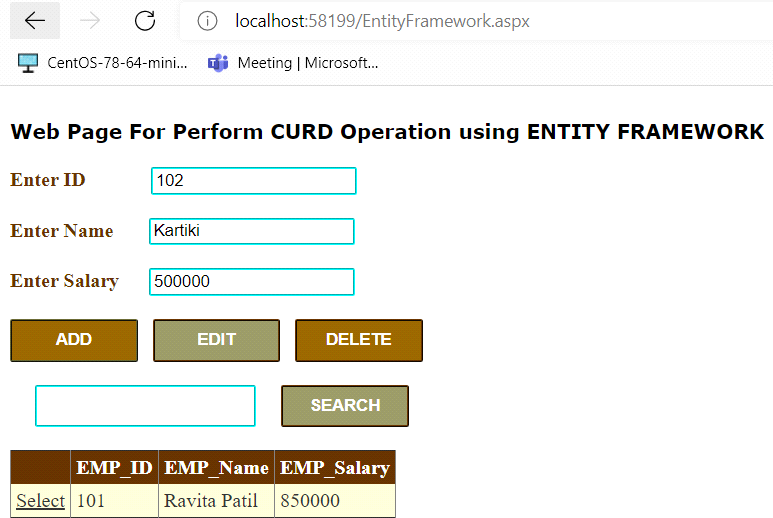 localhost:58199/EntityFramework.aspx
CentOS-78-64-mini... Meeting | Microsoft...
Web Page For Perform CURD Operation using ENTITY FRAMEWORK
Enter ID 102
Enter Name Kartiki
Enter Salary 500000
ADD EDIT DELETE
SEARCH
EMP_ID EMP_Name EMP_Salary
Select 101 Ravita Patil 850000